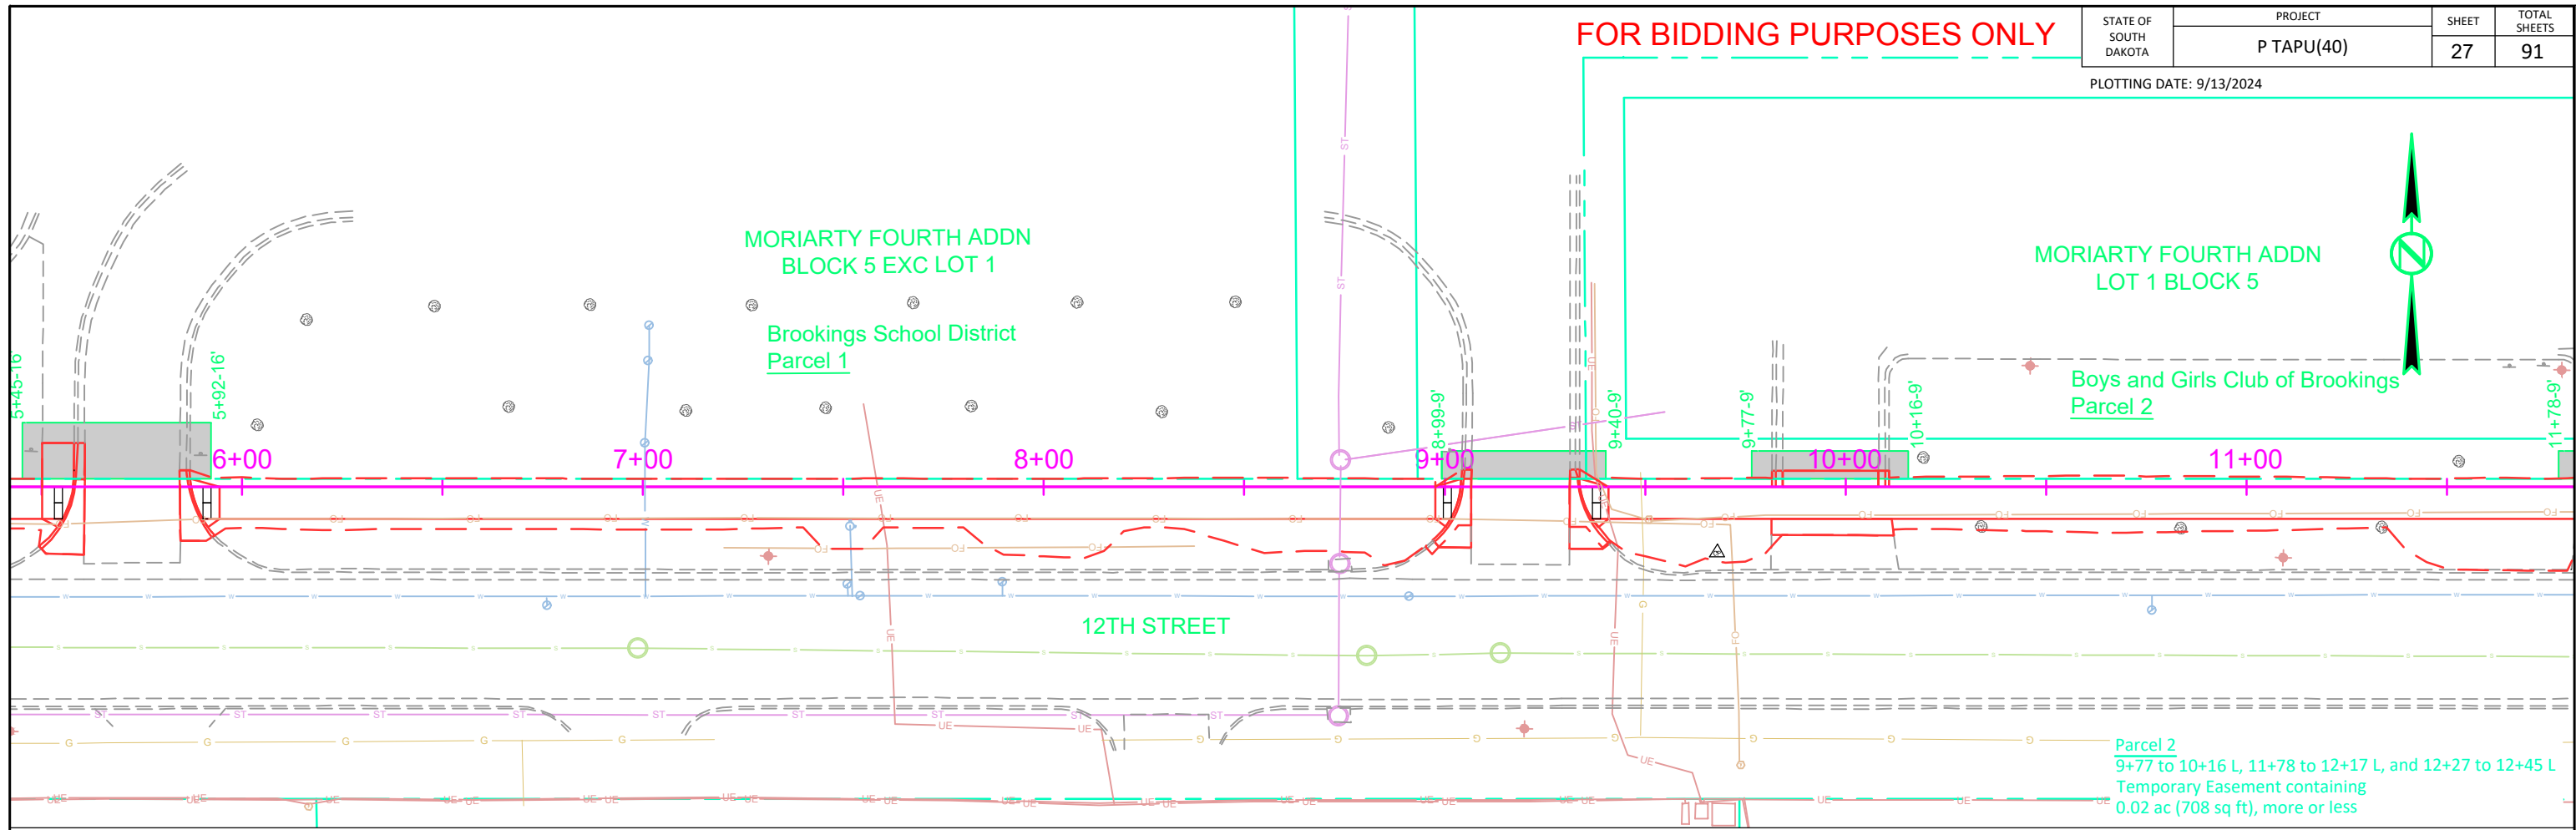 FOR BIDDING PURPOSES ONLY
STATE OF
SOUTH
DAKOTA
PROJECT
P TAPU(40)
SHEET
27
TOTAL
SHEETS
91
PLOTTING DATE: 9/13/2024
MORIARTY FOURTH ADDN
BLOCK 5 EXC LOT 1
Brookings School District
Parcel 1
MORIARTY FOURTH ADDN
LOT 1 BLOCK 5
N
Boys and Girls Club of Brookings
Parcel 2
5+45-16'
5+92-16'
8+99-9'
9+40-9'
9+77-9'
10+16-9'
11+78-9'
6+00
7+00
8+00
9+00
10+00
11+00
12TH STREET
Parcel 2
9+77 to 10+16 L, 11+78 to 12+17 L, and 12+27 to 12+45 L
Temporary Easement containing
0.02 ac (708 sq ft), more or less